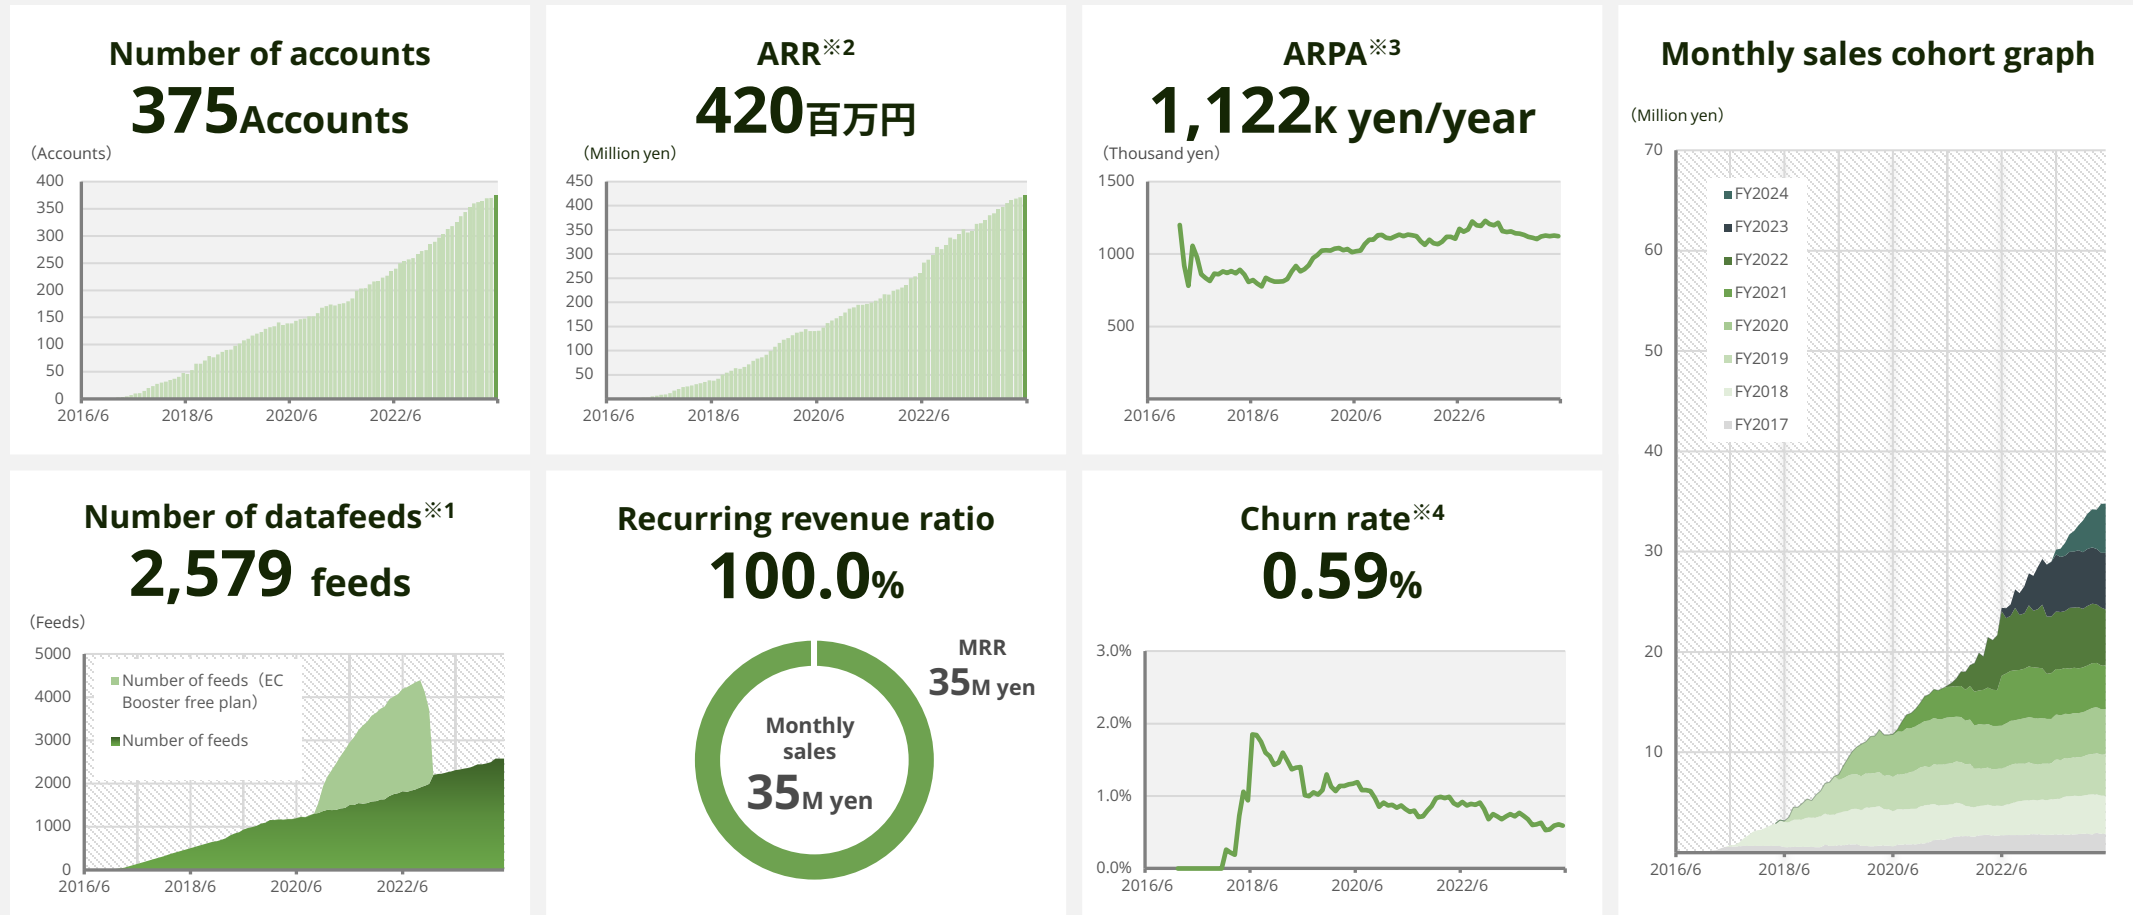 Number of accounts
375Accounts
（Accounts）
400
350
300
250
200
150
100
50
0
2016/6 2018/6 2020/6 2022/6
ARR※2
420百万円
（Million yen）
450
400
350
300
250
200
150
100
50
2016/6 2018/6 2020/6 2022/6
ARPA※3
1,122K yen/year
（Thousand yen）
1500
1000
500
2016/6 2018/6 2020/6 2022/6
Monthly sales cohort graph
（Million yen）
70
60
50
40
30
20
10
FY2024
FY2023
FY2022
FY2021
FY2020
FY2019
FY2018
FY2017
2016/6 2018/6 2020/6 2022/6
Number of datafeeds※1
2,579 feeds
（Feeds）
5000
4000
3000
2000
1000
0
Number of feeds（EC
Booster free plan）
Number of feeds
2016/6 2018/6 2020/6 2022/6
Recurring revenue ratio
100.0%
MRR
35M yen
Monthly
sales
35M yen
Churn rate※4
0.59%
3.0%
2.0%
1.0%
0.0%
2016/6 2018/6 2020/6 2022/6